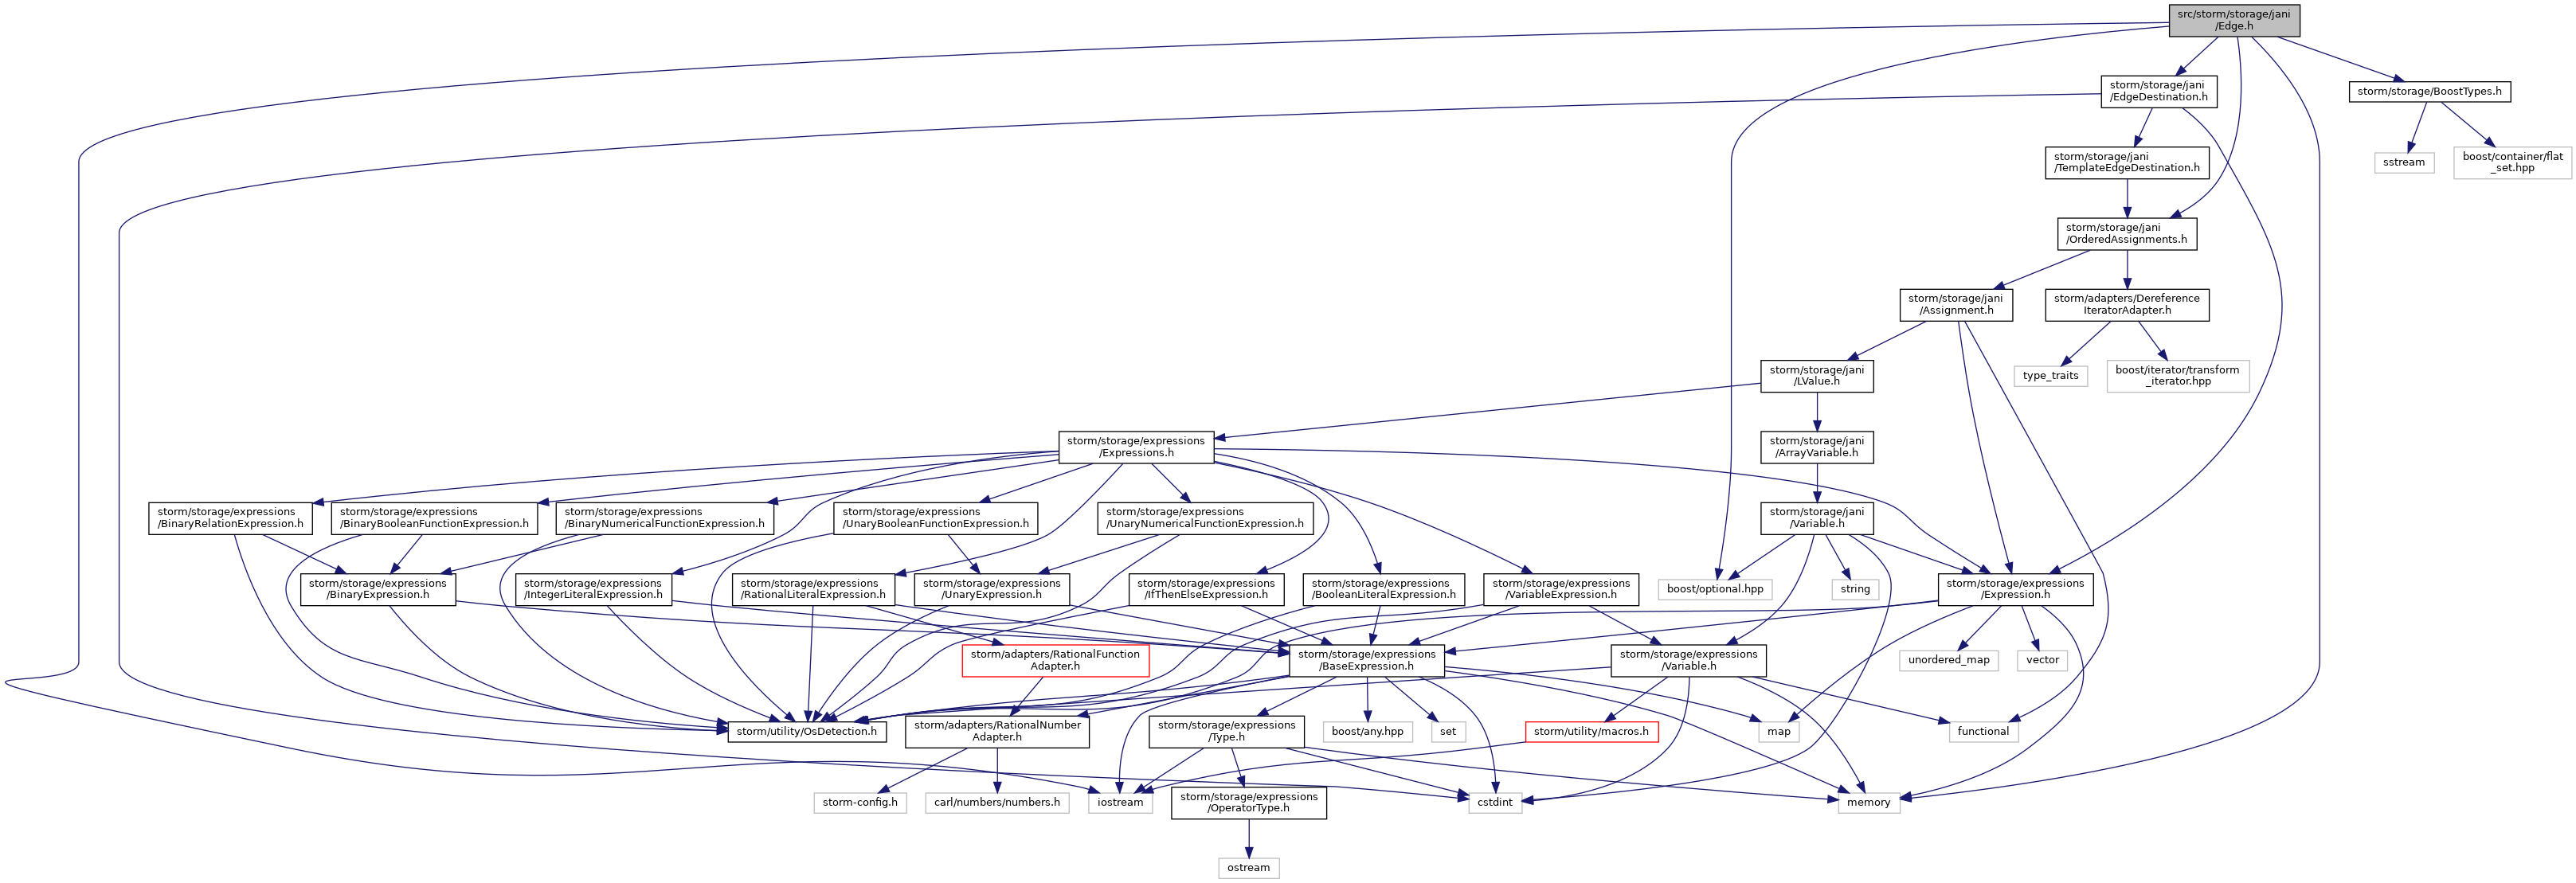 src/storm/storage/jani
/Edge.h
storm/storage/jani
/EdgeDestination.h
storm/storage/BoostTypes.h
storm/storage/jani
/TemplateEdgeDestination.h
sstream
boost/container/flat
_set.hpp
storm/storage/jani
/OrderedAssignments.h
storm/storage/jani
/Assignment.h
storm/adapters/Dereference
IteratorAdapter.h
storm/storage/jani
/LValue.h
type_traits
boost/iterator/transform
_iterator.hpp
storm/storage/expressions
/Expressions.h
storm/storage/jani
/ArrayVariable.h
storm/storage/expressions
/BinaryRelationExpression.h
storm/storage/expressions
/BinaryBooleanFunctionExpression.h
storm/storage/expressions
/BinaryNumericalFunctionExpression.h
storm/storage/expressions
/UnaryBooleanFunctionExpression.h
storm/storage/expressions
/UnaryNumericalFunctionExpression.h
storm/storage/jani
/Variable.h
storm/storage/expressions
/BinaryExpression.h
storm/storage/expressions
/IntegerLiteralExpression.h
storm/storage/expressions
/RationalLiteralExpression.h
storm/storage/expressions
/UnaryExpression.h
storm/storage/expressions
/IfThenElseExpression.h
storm/storage/expressions
/BooleanLiteralExpression.h
storm/storage/expressions
/VariableExpression.h
boost/optional.hpp
string
storm/storage/expressions
/Expression.h
storm/adapters/RationalFunction
Adapter.h
storm/storage/expressions
/BaseExpression.h
storm/storage/expressions
/Variable.h
unordered_map
vector
storm/utility/OsDetection.h
storm/adapters/RationalNumber
Adapter.h
storm/storage/expressions
/Type.h
boost/any.hpp
set
storm/utility/macros.h
map
functional
storm-config.h
carl/numbers/numbers.h
iostream
storm/storage/expressions
/OperatorType.h
cstdint
memory
ostream